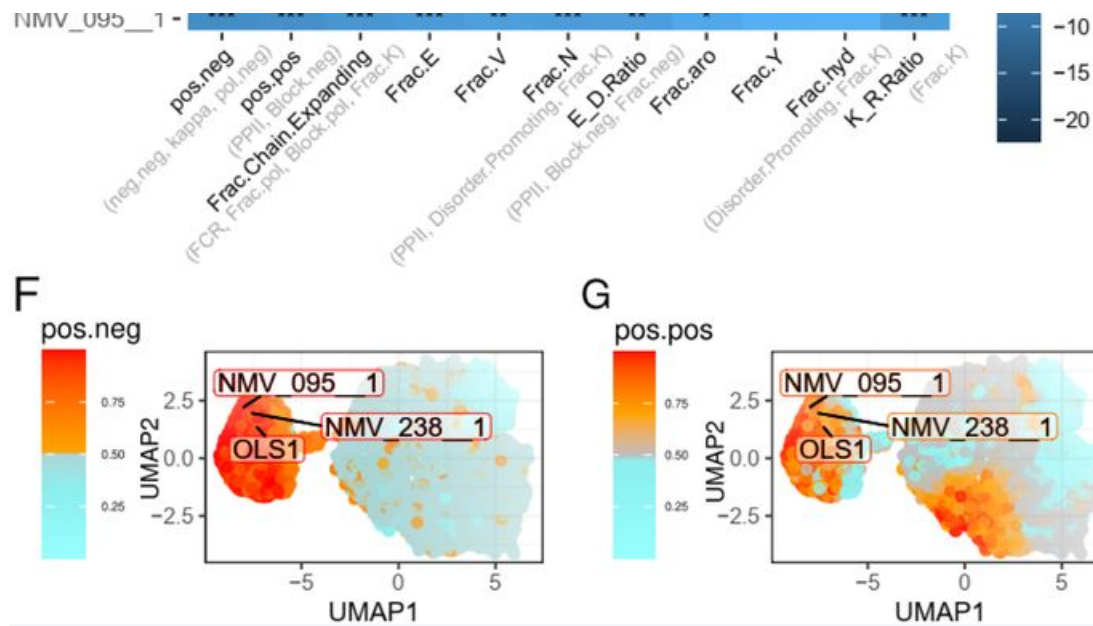 NMV_095__1
*** *** *** *** ** *** ** * ***
−10
−15
−20
pos.neg
(neg.neg, kappa, pol.neg)
pos.pos
(PPII, Block.neg)
Frac.Chain.Expanding
(FCR, Frac.pol, Block.pol, Frac.K)
Frac.E
Frac.V
Frac.N
(PPII, Disorder.Promoting, Frac.K)
E_D.Ratio
(PPII, Block.neg, Frac.neg)
Frac.aro
Frac.Y
Frac.hyd
(Disorder.Promoting, Frac.K)
K_R.Ratio
(Frac.K)
F
pos.neg
0.75
0.50
0.25
UMAP2
2.5
0.0
−2.5
NMV_095__1
NMV_238__1
OLS1
−5 0 5
UMAP1
G
pos.pos
0.75
0.50
0.25
UMAP2
2.5
0.0
−2.5
NMV_095__1
NMV_238__1
OLS1
−5 0 5
UMAP1